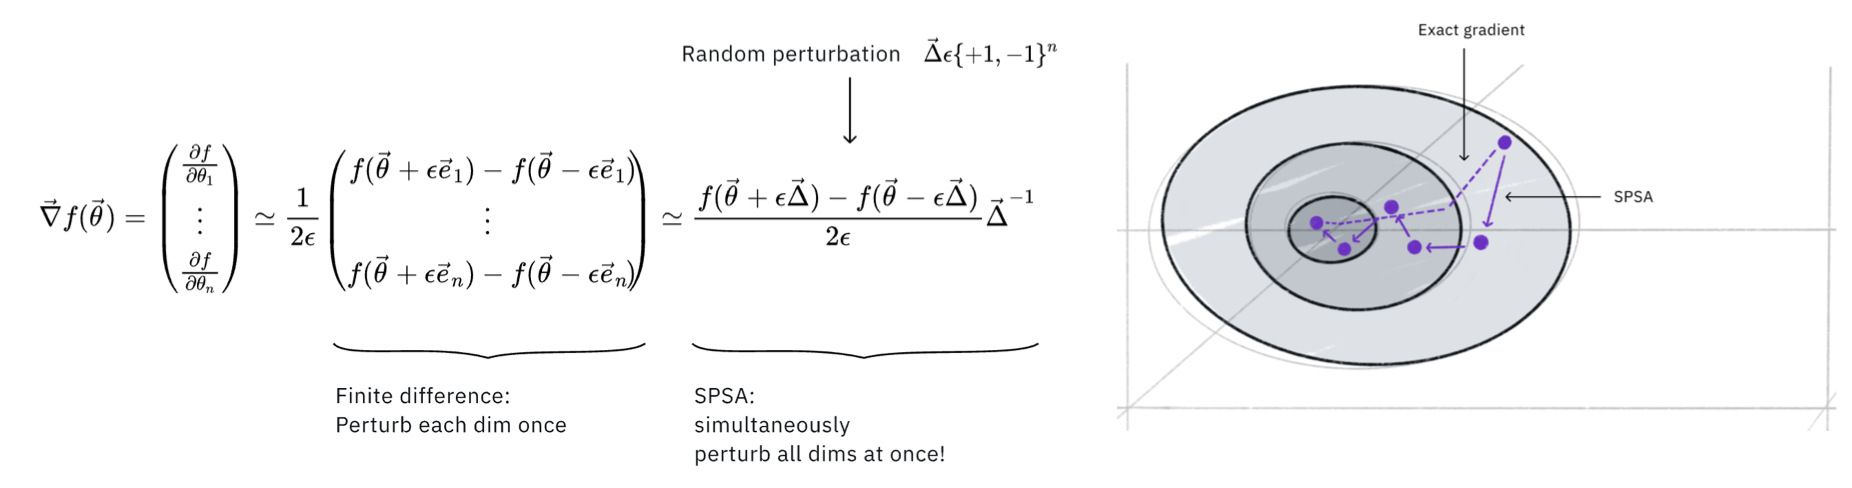 Random perturbation $\vec{\Delta} \epsilon \{+1, -1\}^n$
Exact gradient
$\vec{\nabla} f(\vec{\theta}) = \begin{pmatrix} \frac{\partial f}{\partial \theta_1} \\ \vdots \\ \frac{\partial f}{\partial \theta_n} \end{pmatrix} \simeq \frac{1}{2\epsilon} \begin{pmatrix} f(\vec{\theta} + \epsilon \vec{e}_1) - f(\vec{\theta} - \epsilon \vec{e}_1) \\ \vdots \\ f(\vec{\theta} + \epsilon \vec{e}_n) - f(\vec{\theta} - \epsilon \vec{e}_n) \end{pmatrix} \simeq \frac{f(\vec{\theta} + \epsilon \vec{\Delta}) - f(\vec{\theta} - \epsilon \vec{\Delta})}{2\epsilon} \vec{\Delta}^{-1}$
SPSA
Finite difference:
Perturb each dim once
SPSA:
simultaneously
perturb all dims at once!